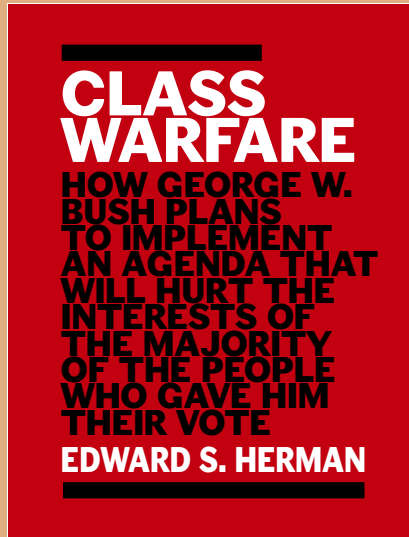 CLASS
WARFARE
HOW GEORGE W.
BUSH PLANS
TO IMPLEMENT
AN AGENDA THAT
WILL HURT THE
INTERESTS OF
THE MAJORITY
OF THE PEOPLE
WHO GAVE HIM
THEIR VOTE
EDWARD S. HERMAN